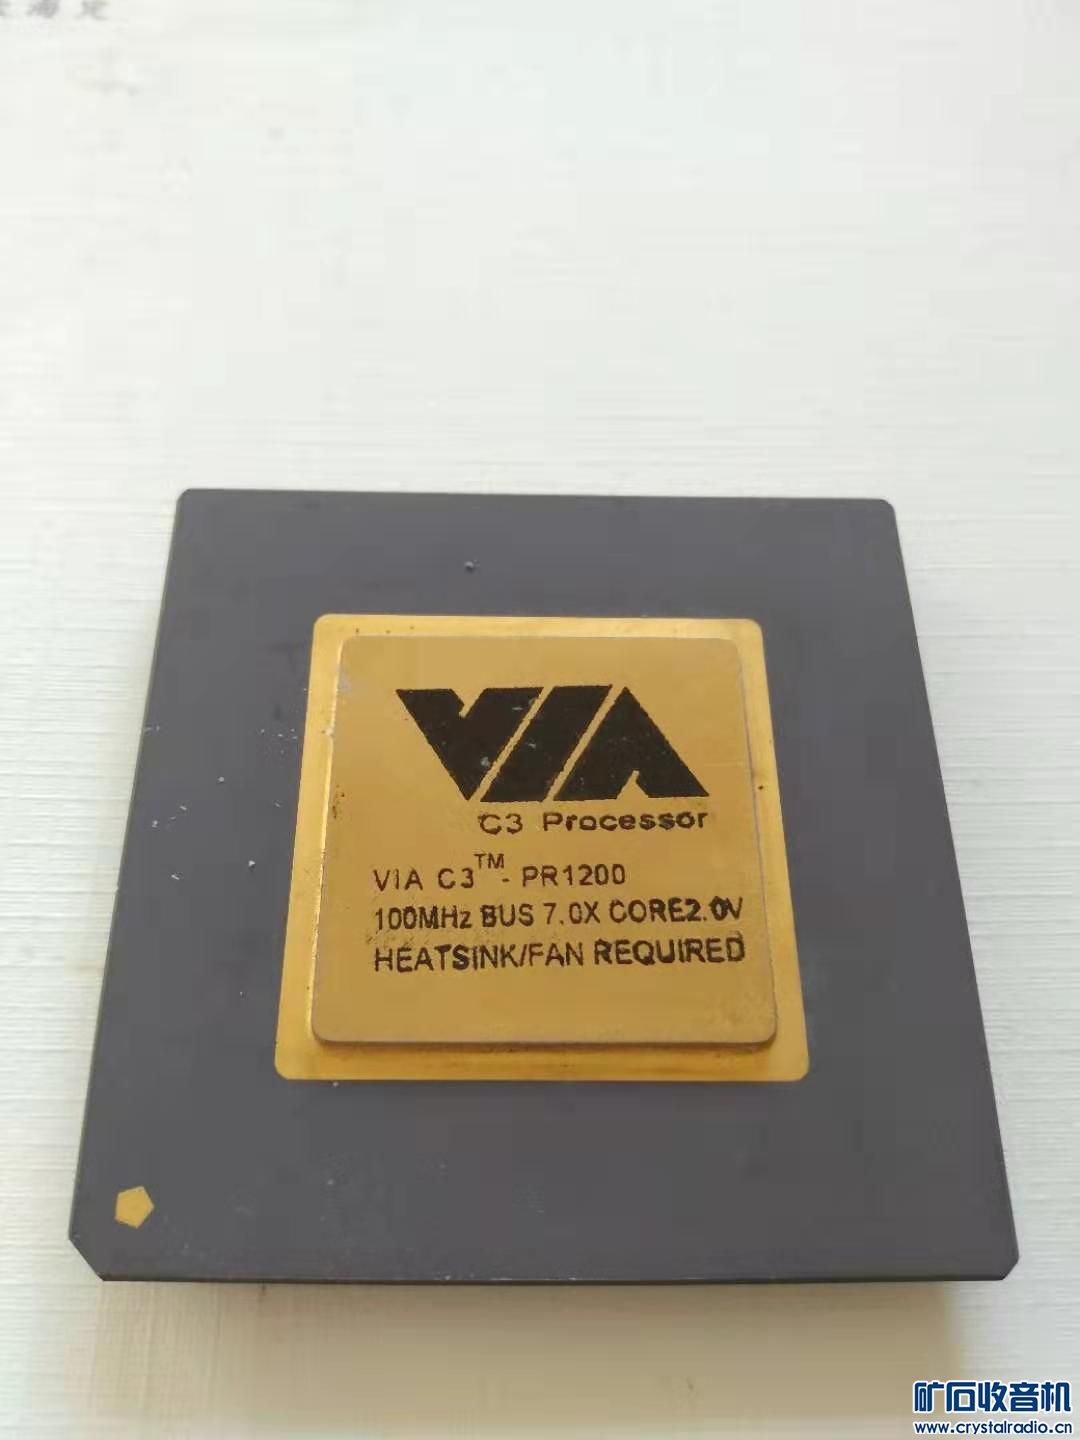 VIA
C3 Processor
VIA C3™- PR1200
100MHz BUS 7.0X CORE2.0V
HEATSINK/FAN REQUIRED
矿石收音机
www.crystalradio.cn